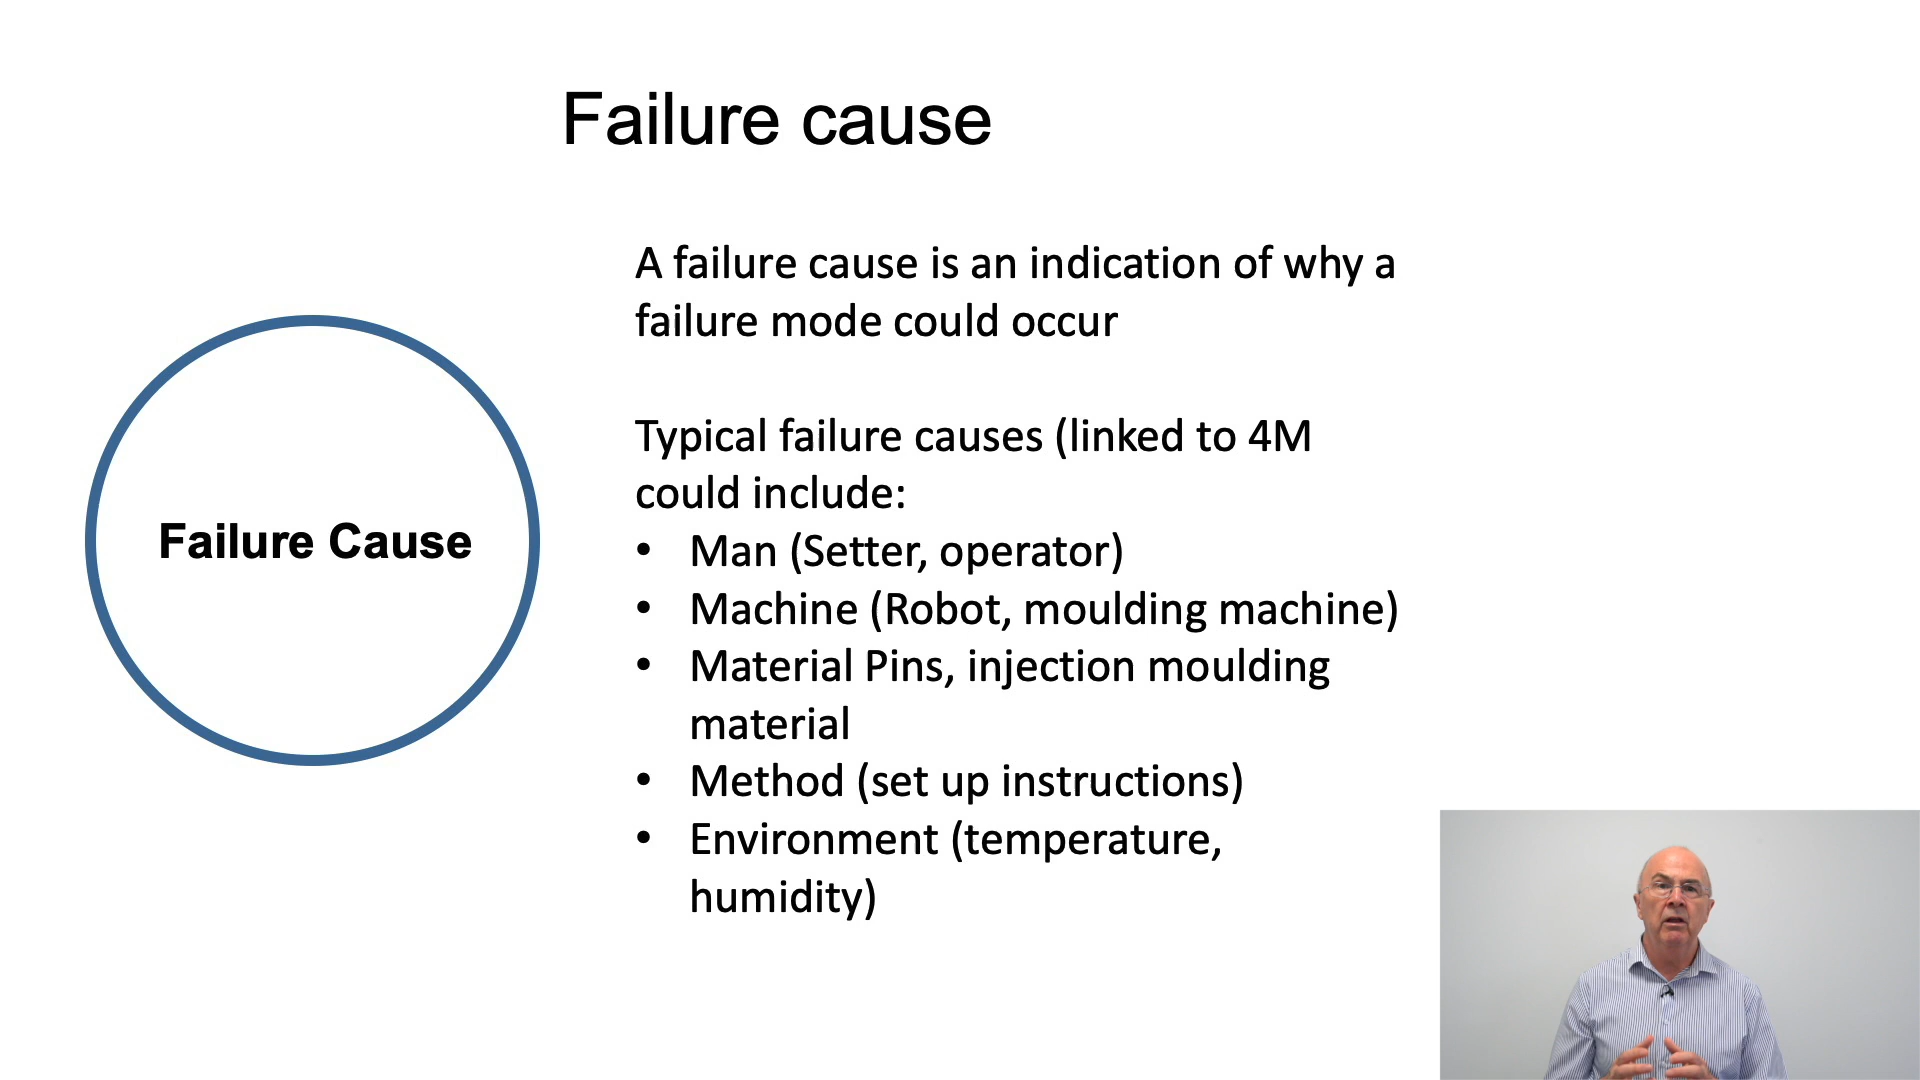 Failure cause
A failure cause is an indication of why a
failure mode could occur
Failure Cause
Typical failure causes (linked to 4M
could include:
• Man (Setter, operator)
• Machine (Robot, moulding machine)
• Material Pins, injection moulding
material
• Method (set up instructions)
• Environment (temperature,
humidity)